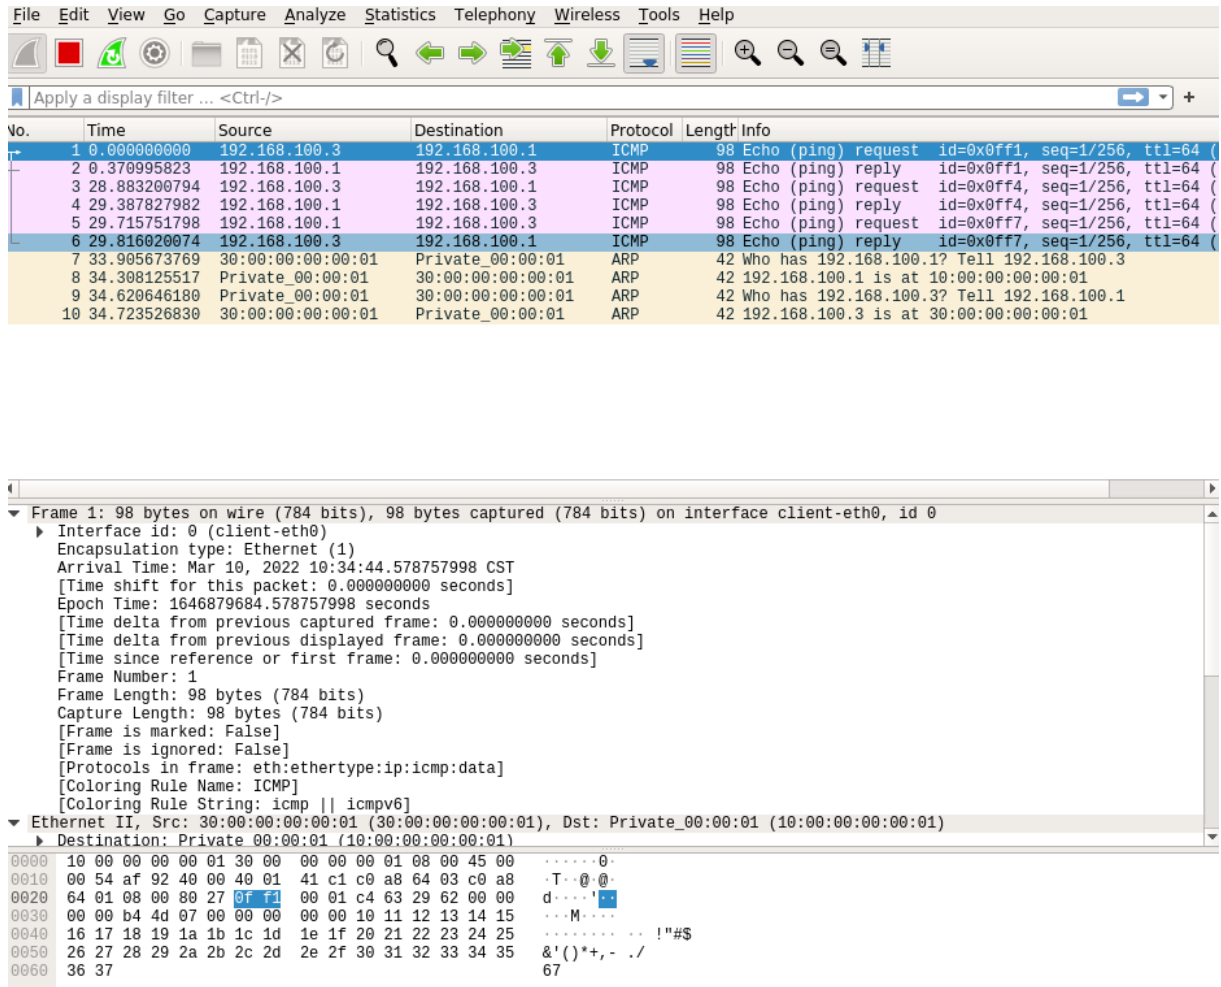 File Edit View Go Capture Analyze Statistics Telephony Wireless Tools Help
Apply a display filter ... <Ctrl-/>
No. Time Source Destination Protocol Length Info
1 0.000000000 192.168.100.3 192.168.100.1 ICMP 98 Echo (ping) request id=0x0ff1, seq=1/256, ttl=64 (
2 0.370995823 192.168.100.1 192.168.100.3 ICMP 98 Echo (ping) reply id=0x0ff1, seq=1/256, ttl=64 (
3 28.883200794 192.168.100.3 192.168.100.1 ICMP 98 Echo (ping) request id=0x0ff4, seq=1/256, ttl=64 (
4 29.387827982 192.168.100.1 192.168.100.3 ICMP 98 Echo (ping) reply id=0x0ff4, seq=1/256, ttl=64 (
5 29.715751798 192.168.100.1 192.168.100.3 ICMP 98 Echo (ping) request id=0x0ff7, seq=1/256, ttl=64 (
6 29.816020074 192.168.100.3 192.168.100.1 ICMP 98 Echo (ping) reply id=0x0ff7, seq=1/256, ttl=64 (
7 33.905673769 30:00:00:00:00:01 Private_00:00:01 ARP 42 Who has 192.168.100.1? Tell 192.168.100.3
8 34.308125517 Private_00:00:01 30:00:00:00:00:01 ARP 42 192.168.100.1 is at 10:00:00:00:00:01
9 34.620646180 Private_00:00:01 30:00:00:00:00:01 ARP 42 Who has 192.168.100.3? Tell 192.168.100.1
10 34.723526830 30:00:00:00:00:01 Private_00:00:01 ARP 42 192.168.100.3 is at 30:00:00:00:00:01
Frame 1: 98 bytes on wire (784 bits), 98 bytes captured (784 bits) on interface client-eth0, id 0
Interface id: 0 (client-eth0)
Encapsulation type: Ethernet (1)
Arrival Time: Mar 10, 2022 10:34:44.578757998 CST
[Time shift for this packet: 0.000000000 seconds]
Epoch Time: 1646879684.578757998 seconds
[Time delta from previous captured frame: 0.000000000 seconds]
[Time delta from previous displayed frame: 0.000000000 seconds]
[Time since reference or first frame: 0.000000000 seconds]
Frame Number: 1
Frame Length: 98 bytes (784 bits)
Capture Length: 98 bytes (784 bits)
[Frame is marked: False]
[Frame is ignored: False]
[Protocols in frame: eth:ethertype:ip:icmp:data]
[Coloring Rule Name: ICMP]
[Coloring Rule String: icmp || icmpv6]
Ethernet II, Src: 30:00:00:00:00:01 (30:00:00:00:00:01), Dst: Private_00:00:01 (10:00:00:00:00:01)
Destination: Private_00:00:01 (10:00:00:00:00:01)
0000 10 00 00 00 00 01 30 00 00 00 00 01 08 00 45 00 ······0·
0010 00 54 af 92 40 00 40 01 41 c1 c0 a8 64 03 c0 a8 ·T··@·@·
0020 64 01 08 00 80 27 0f f1 00 01 c4 63 29 62 00 00 d····'··
0030 00 00 b4 4d 07 00 00 00 00 00 10 11 12 13 14 15 ···M····
0040 16 17 18 19 1a 1b 1c 1d 1e 1f 20 21 22 23 24 25 ········ ·· !"#$
0050 26 27 28 29 2a 2b 2c 2d 2e 2f 30 31 32 33 34 35 &'()*+,- ./
0060 36 37 67